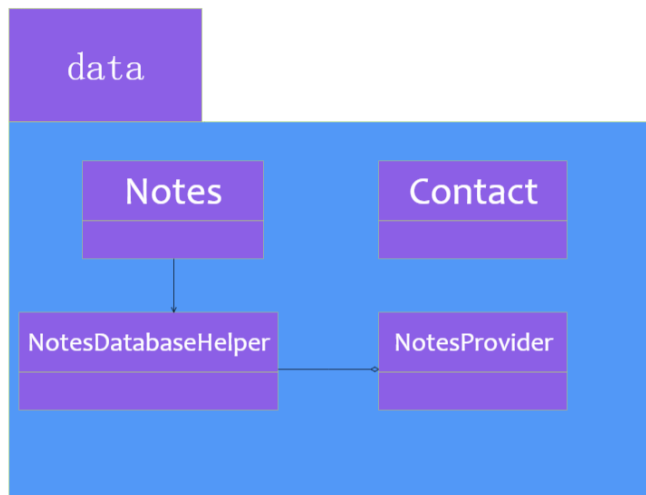 data
Notes
Contact
NotesDatabaseHelper
NotesProvider